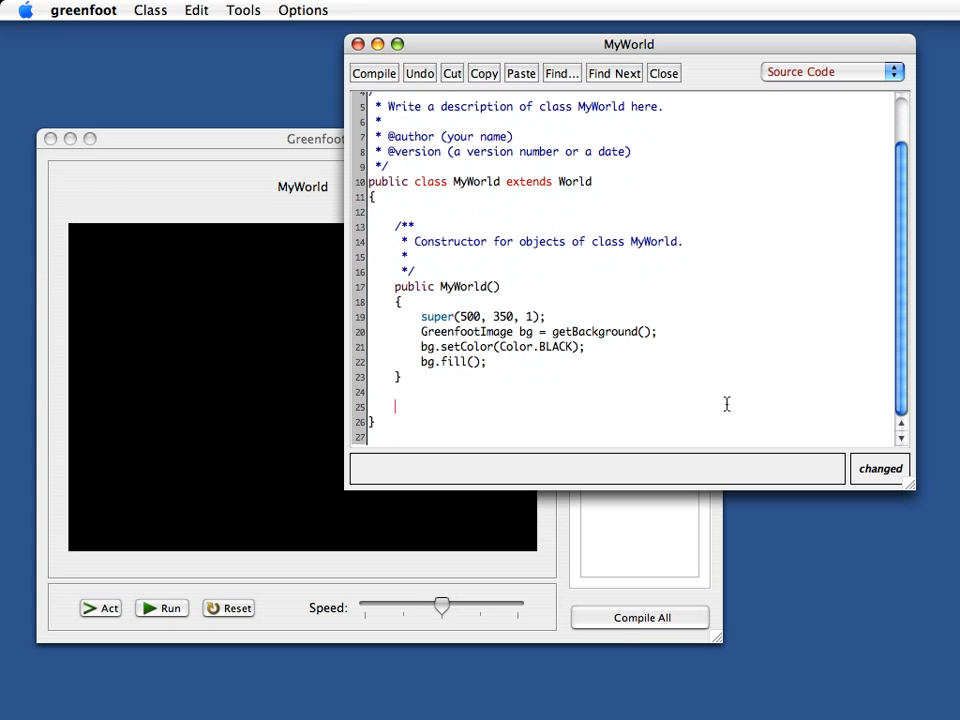 greenfoot Class Edit Tools Options
MyWorld
Compile Undo Cut Copy Paste Find... Find Next Close Source Code
5 * Write a description of class MyWorld here.
6 *
7 * @author (your name)
8 * @version (a version number or a date)
9 */
10 public class MyWorld extends World
11 {
12
13 /**
14 * Constructor for objects of class MyWorld.
15 *
16 */
17 public MyWorld()
18 {
19 super(500, 350, 1);
20 GreenfootImage bg = getBackground();
21 bg.setColor(Color.BLACK);
22 bg.fill();
23 }
24
25
26 }
27
changed
Greenfoot
MyWorld
Act Run Reset Speed:
Compile All